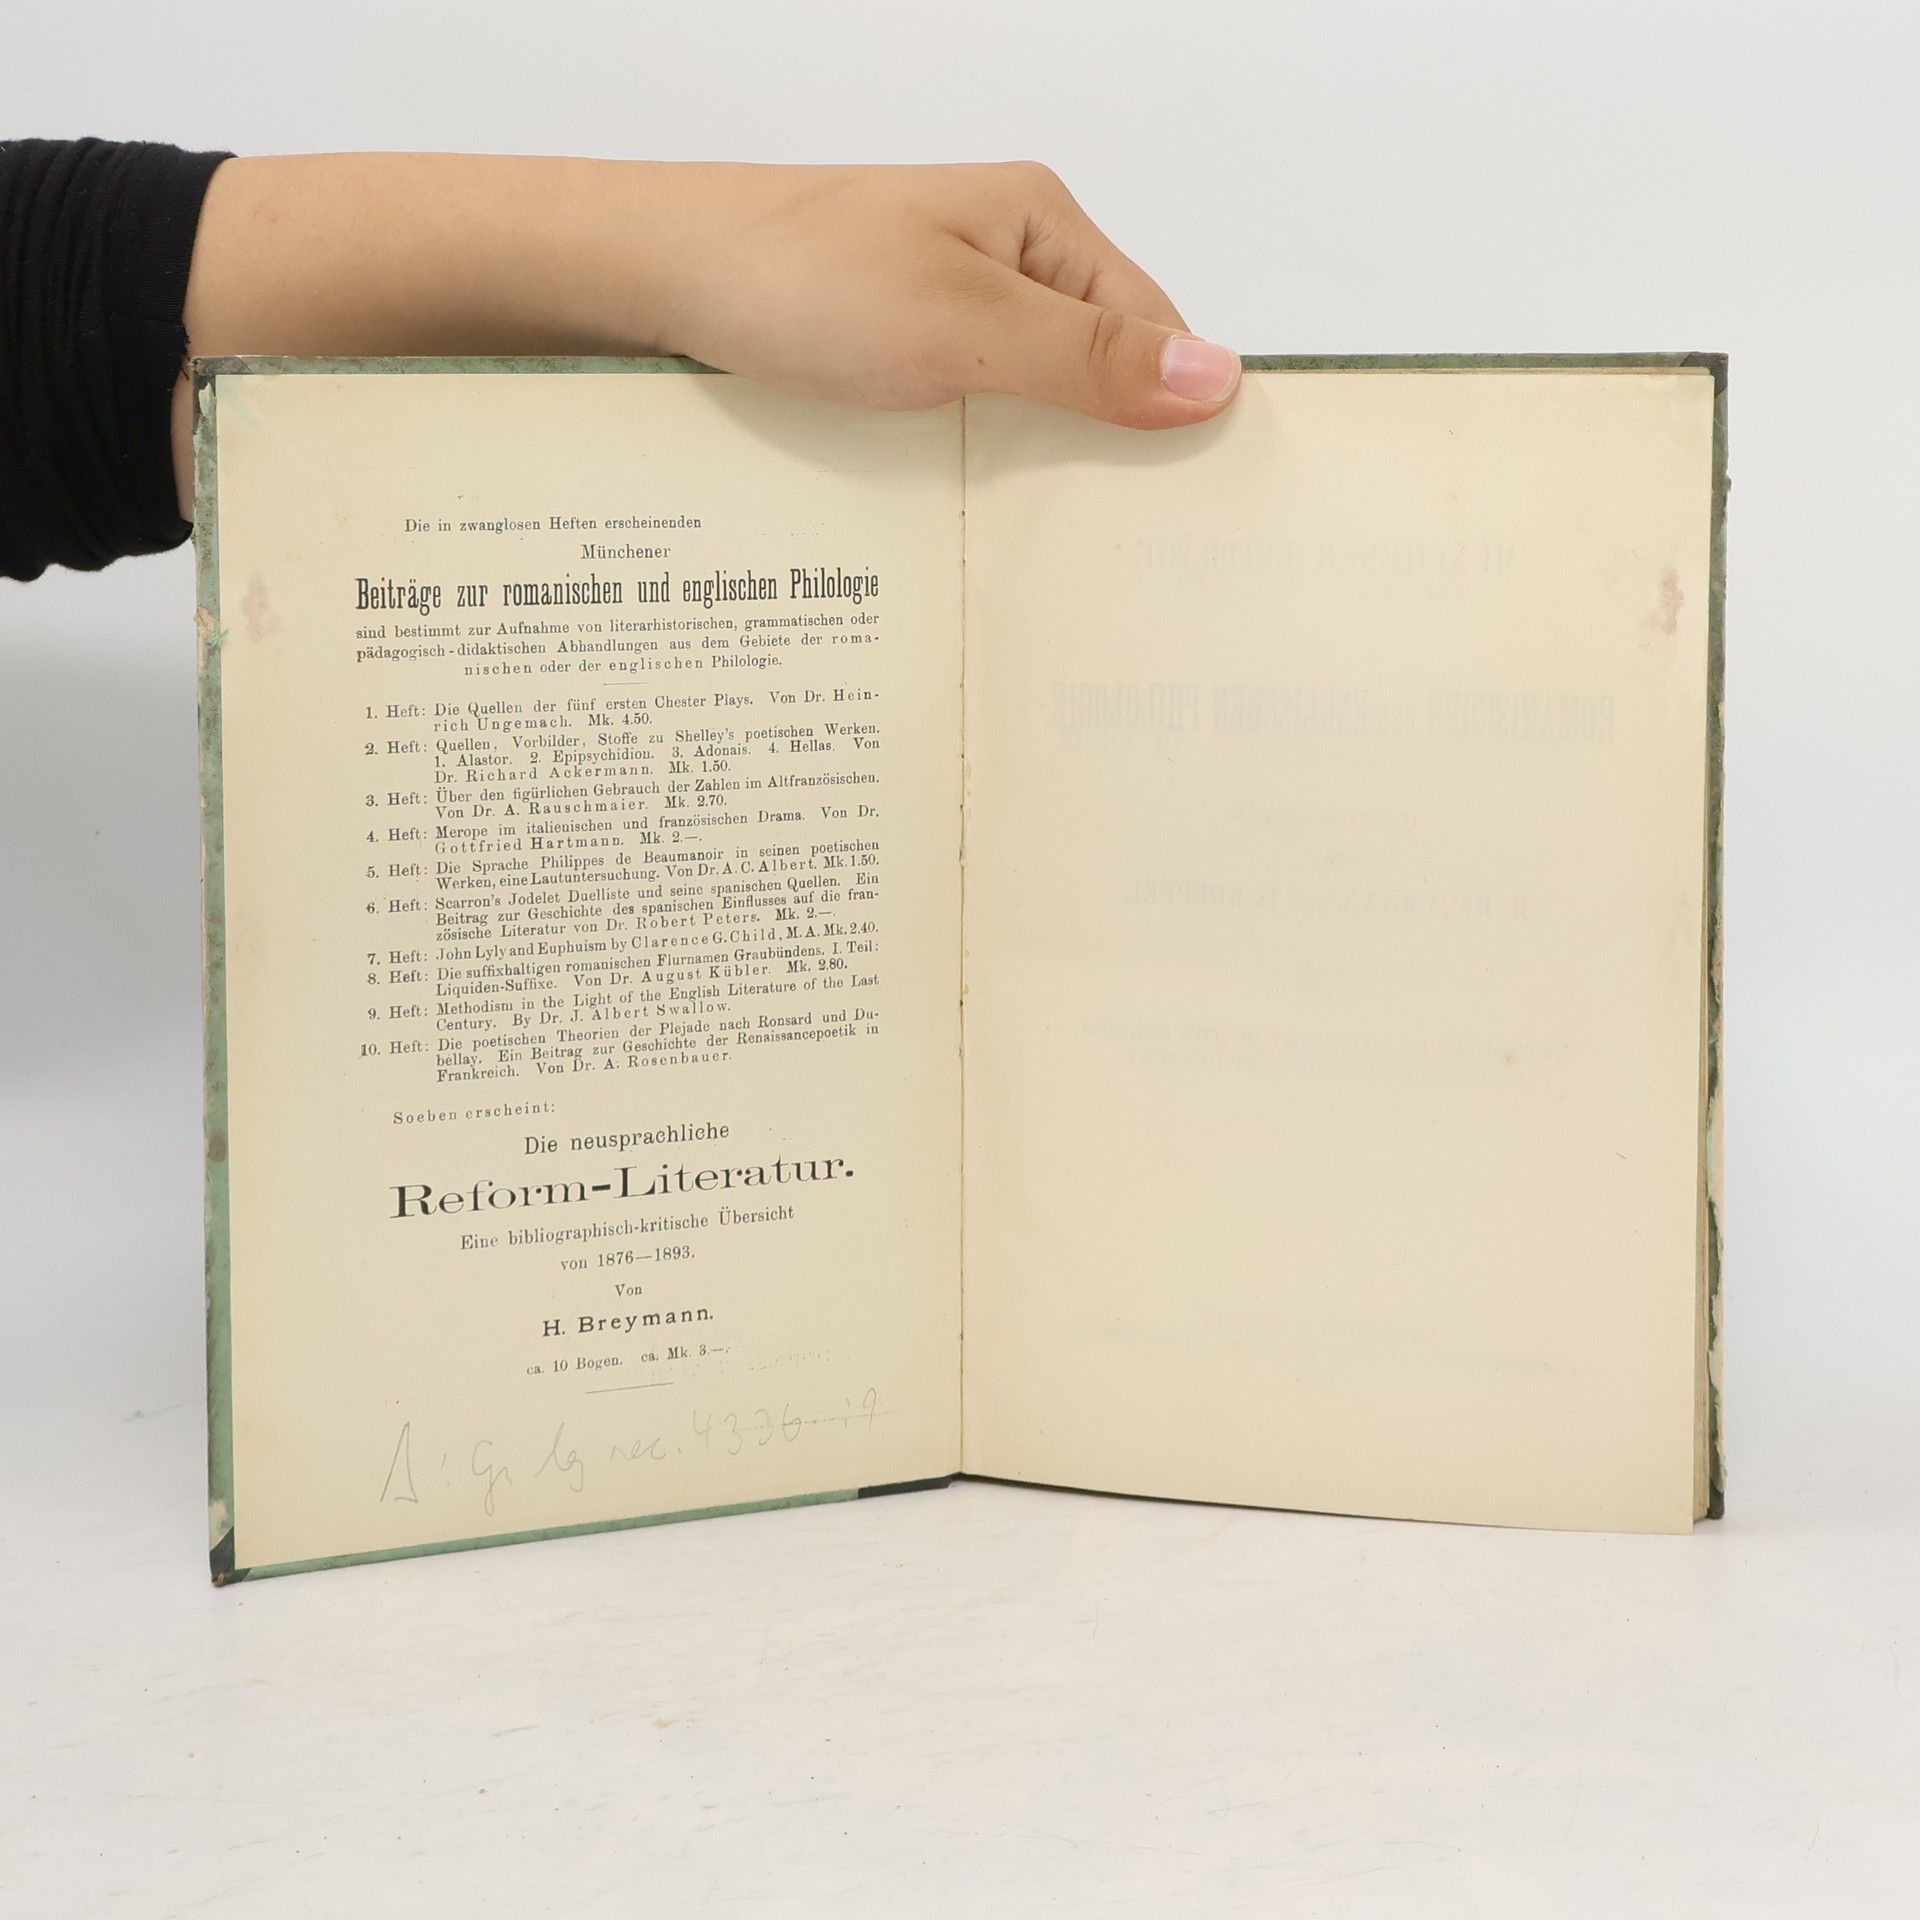 Die in zwanglosen Heften erscheinenden
Münchener
Beiträge zur romanischen und englischen Philologie
sind bestimmt zur Aufnahme von literarhistorischen, grammatischen oder
pädagogisch-didaktischen Abhandlungen aus dem Gebiete der roma-
nischen oder der englischen Philologie.
1. Heft: Die Quellen der fünf ersten Chester Plays. Von Dr. Hein-
rich Ungemach. Mk. 4.50.
2. Heft: Quellen, Vorbilder, Stoffe zu Shelley's poetischen Werken.
1. Alastor. 2. Epipsychidion. 3. Adonais. 4. Hellas. Von
Dr. Richard Ackermann. Mk. 1.50.
3. Heft: Über den figürlichen Gebrauch der Zahlen im Altfranzösischen.
Von Dr. A. Rauschmaier. Mk. 2.70.
4. Heft: Merope im italienischen und französischen Drama. Von Dr.
Gottfried Hartmann. Mk. 2.—.
5. Heft: Die Sprache Philippes de Beaumanoir in seinen poetischen
Werken, eine Lautuntersuchung. Von Dr. A. C. Albert. Mk. 1.50.
6. Heft: Scarron's Jodelet Duelliste und seine spanischen Quellen. Ein
Beitrag zur Geschichte des spanischen Einflusses auf die fran-
zösische Literatur von Dr. Robert Peters. Mk. 2.—.
7. Heft: John Lyly and Euphuism by Clarence G. Child, M. A. Mk. 2.40.
8. Heft: Die suffixhaltigen romanischen Flurnamen Graubündens. I. Teil:
Liquiden-Suffixe. Von Dr. August Kübler. Mk. 2.80.
9. Heft: Methodism in the Light of the English Literature of the Last
Century. By Dr. J. Albert Swallow.
10. Heft: Die poetischen Theorien der Plejade nach Ronsard und Du-
bellay. Ein Beitrag zur Geschichte der Renaissancepoetik in
Frankreich. Von Dr. A. Rosenbauer.
Soeben erscheint:
Die neusprachliche
Reform-Literatur.
Eine bibliographisch-kritische Übersicht
von 1876—1893.
Von
H. Breymann.
ca. 10 Bogen. ca. Mk. 3.—.